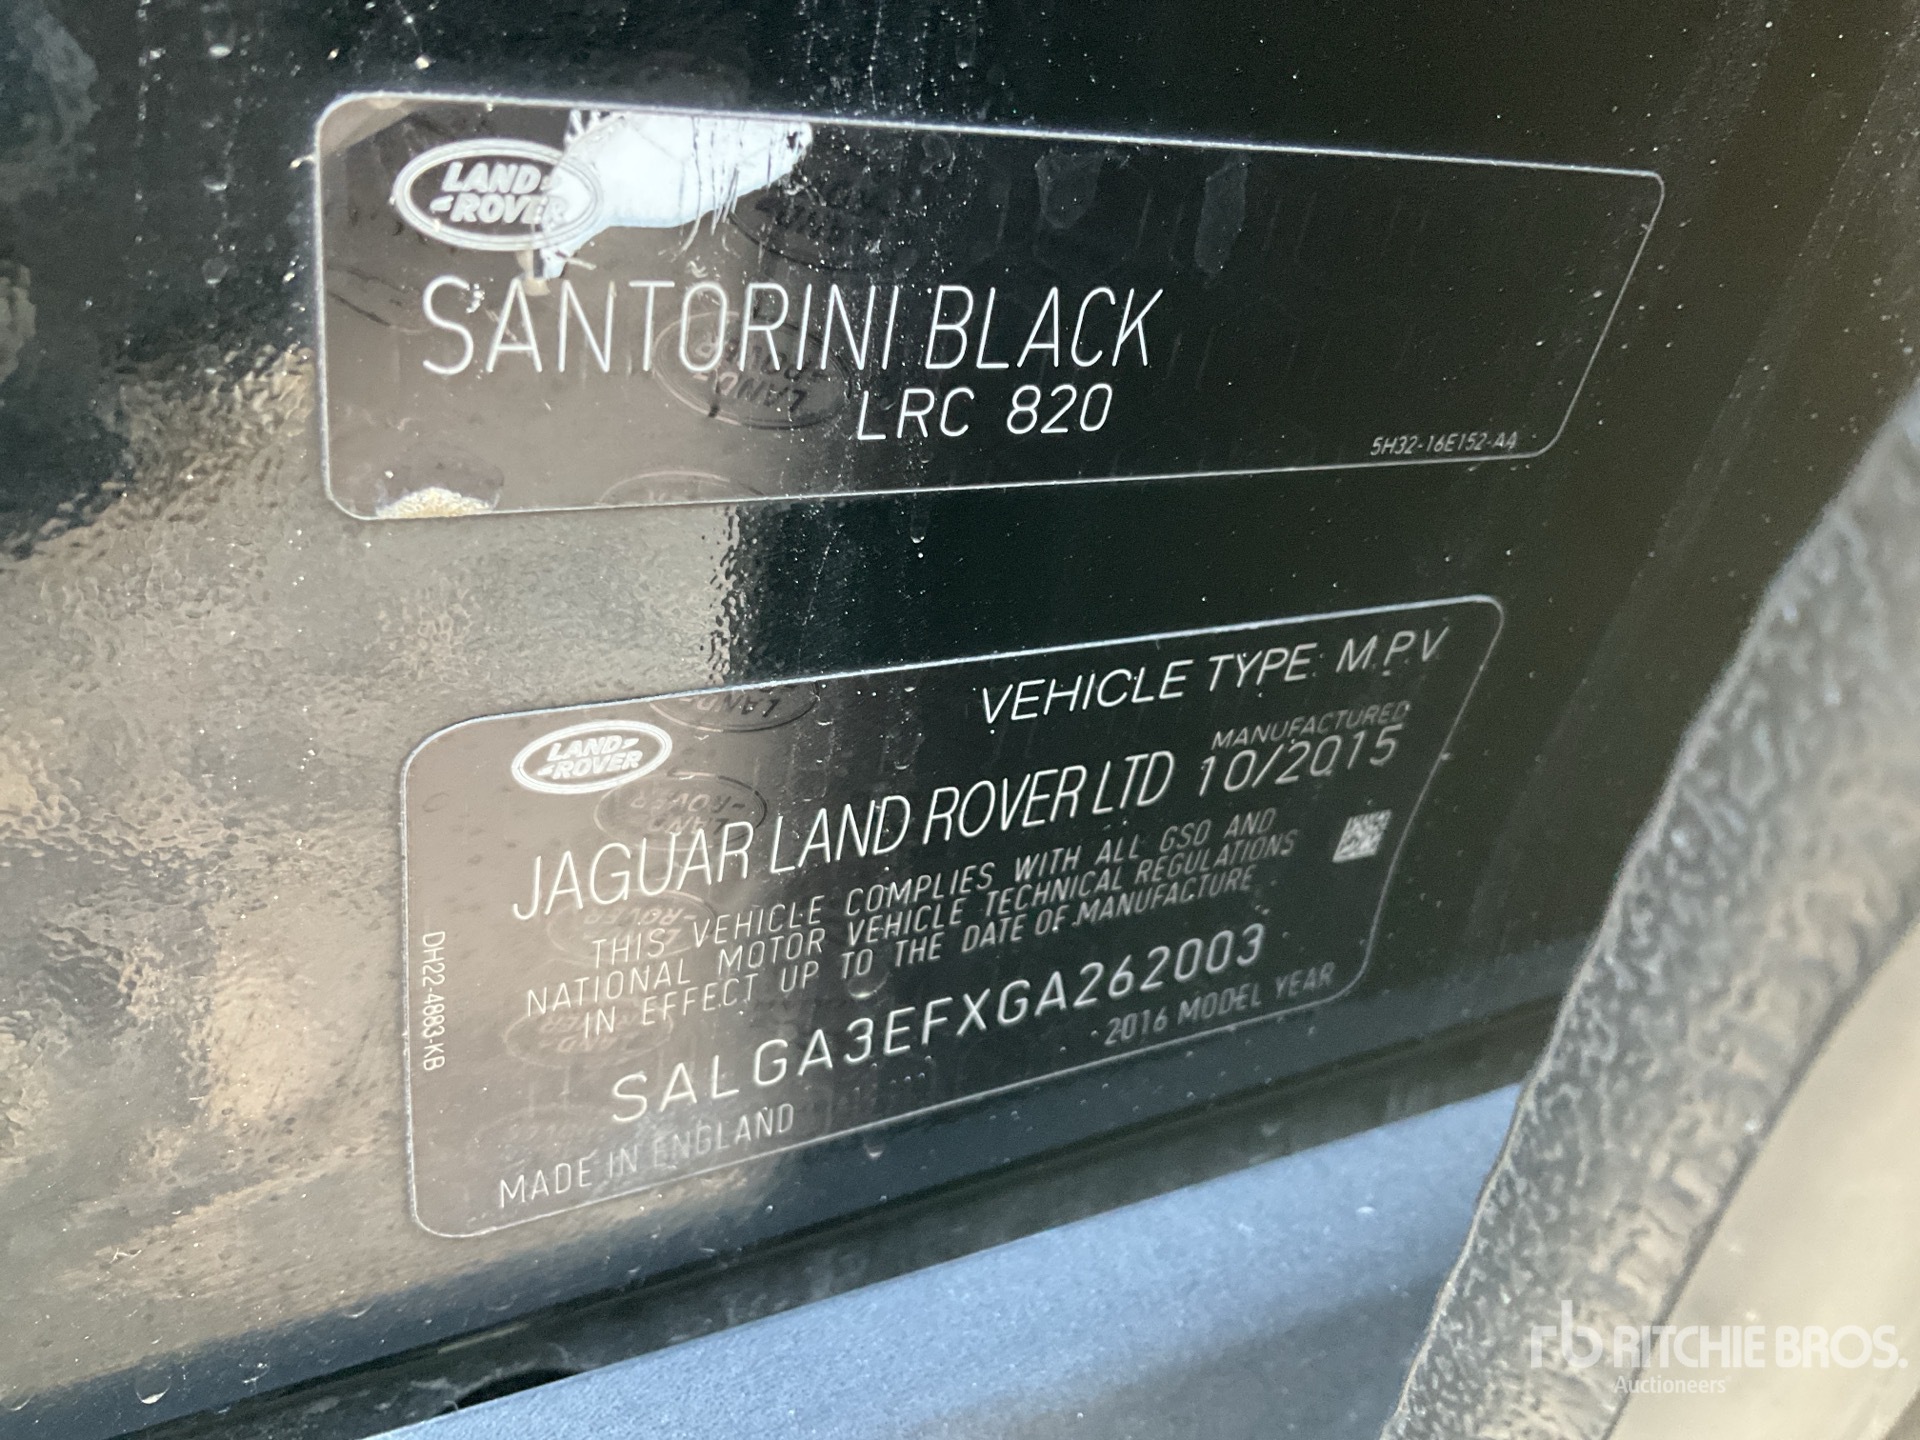 LAND
ROVER
SANTORINI BLACK
LRC 820
5H32-16E152-AA
VEHICLE TYPE: M.P.V
LAND
ROVER
MANUFACTURED
JAGUAR LAND ROVER LTD 10/2015
THIS VEHICLE COMPLIES WITH ALL GSO AND
NATIONAL MOTOR VEHICLE TECHNICAL REGULATIONS
IN EFFECT UP TO THE DATE OF MANUFACTURE
SALGA3EFXGA262003
2016 MODEL YEAR
MADE IN ENGLAND
DH22-4883-KB
rb RITCHIE BROS.
Auctioneers